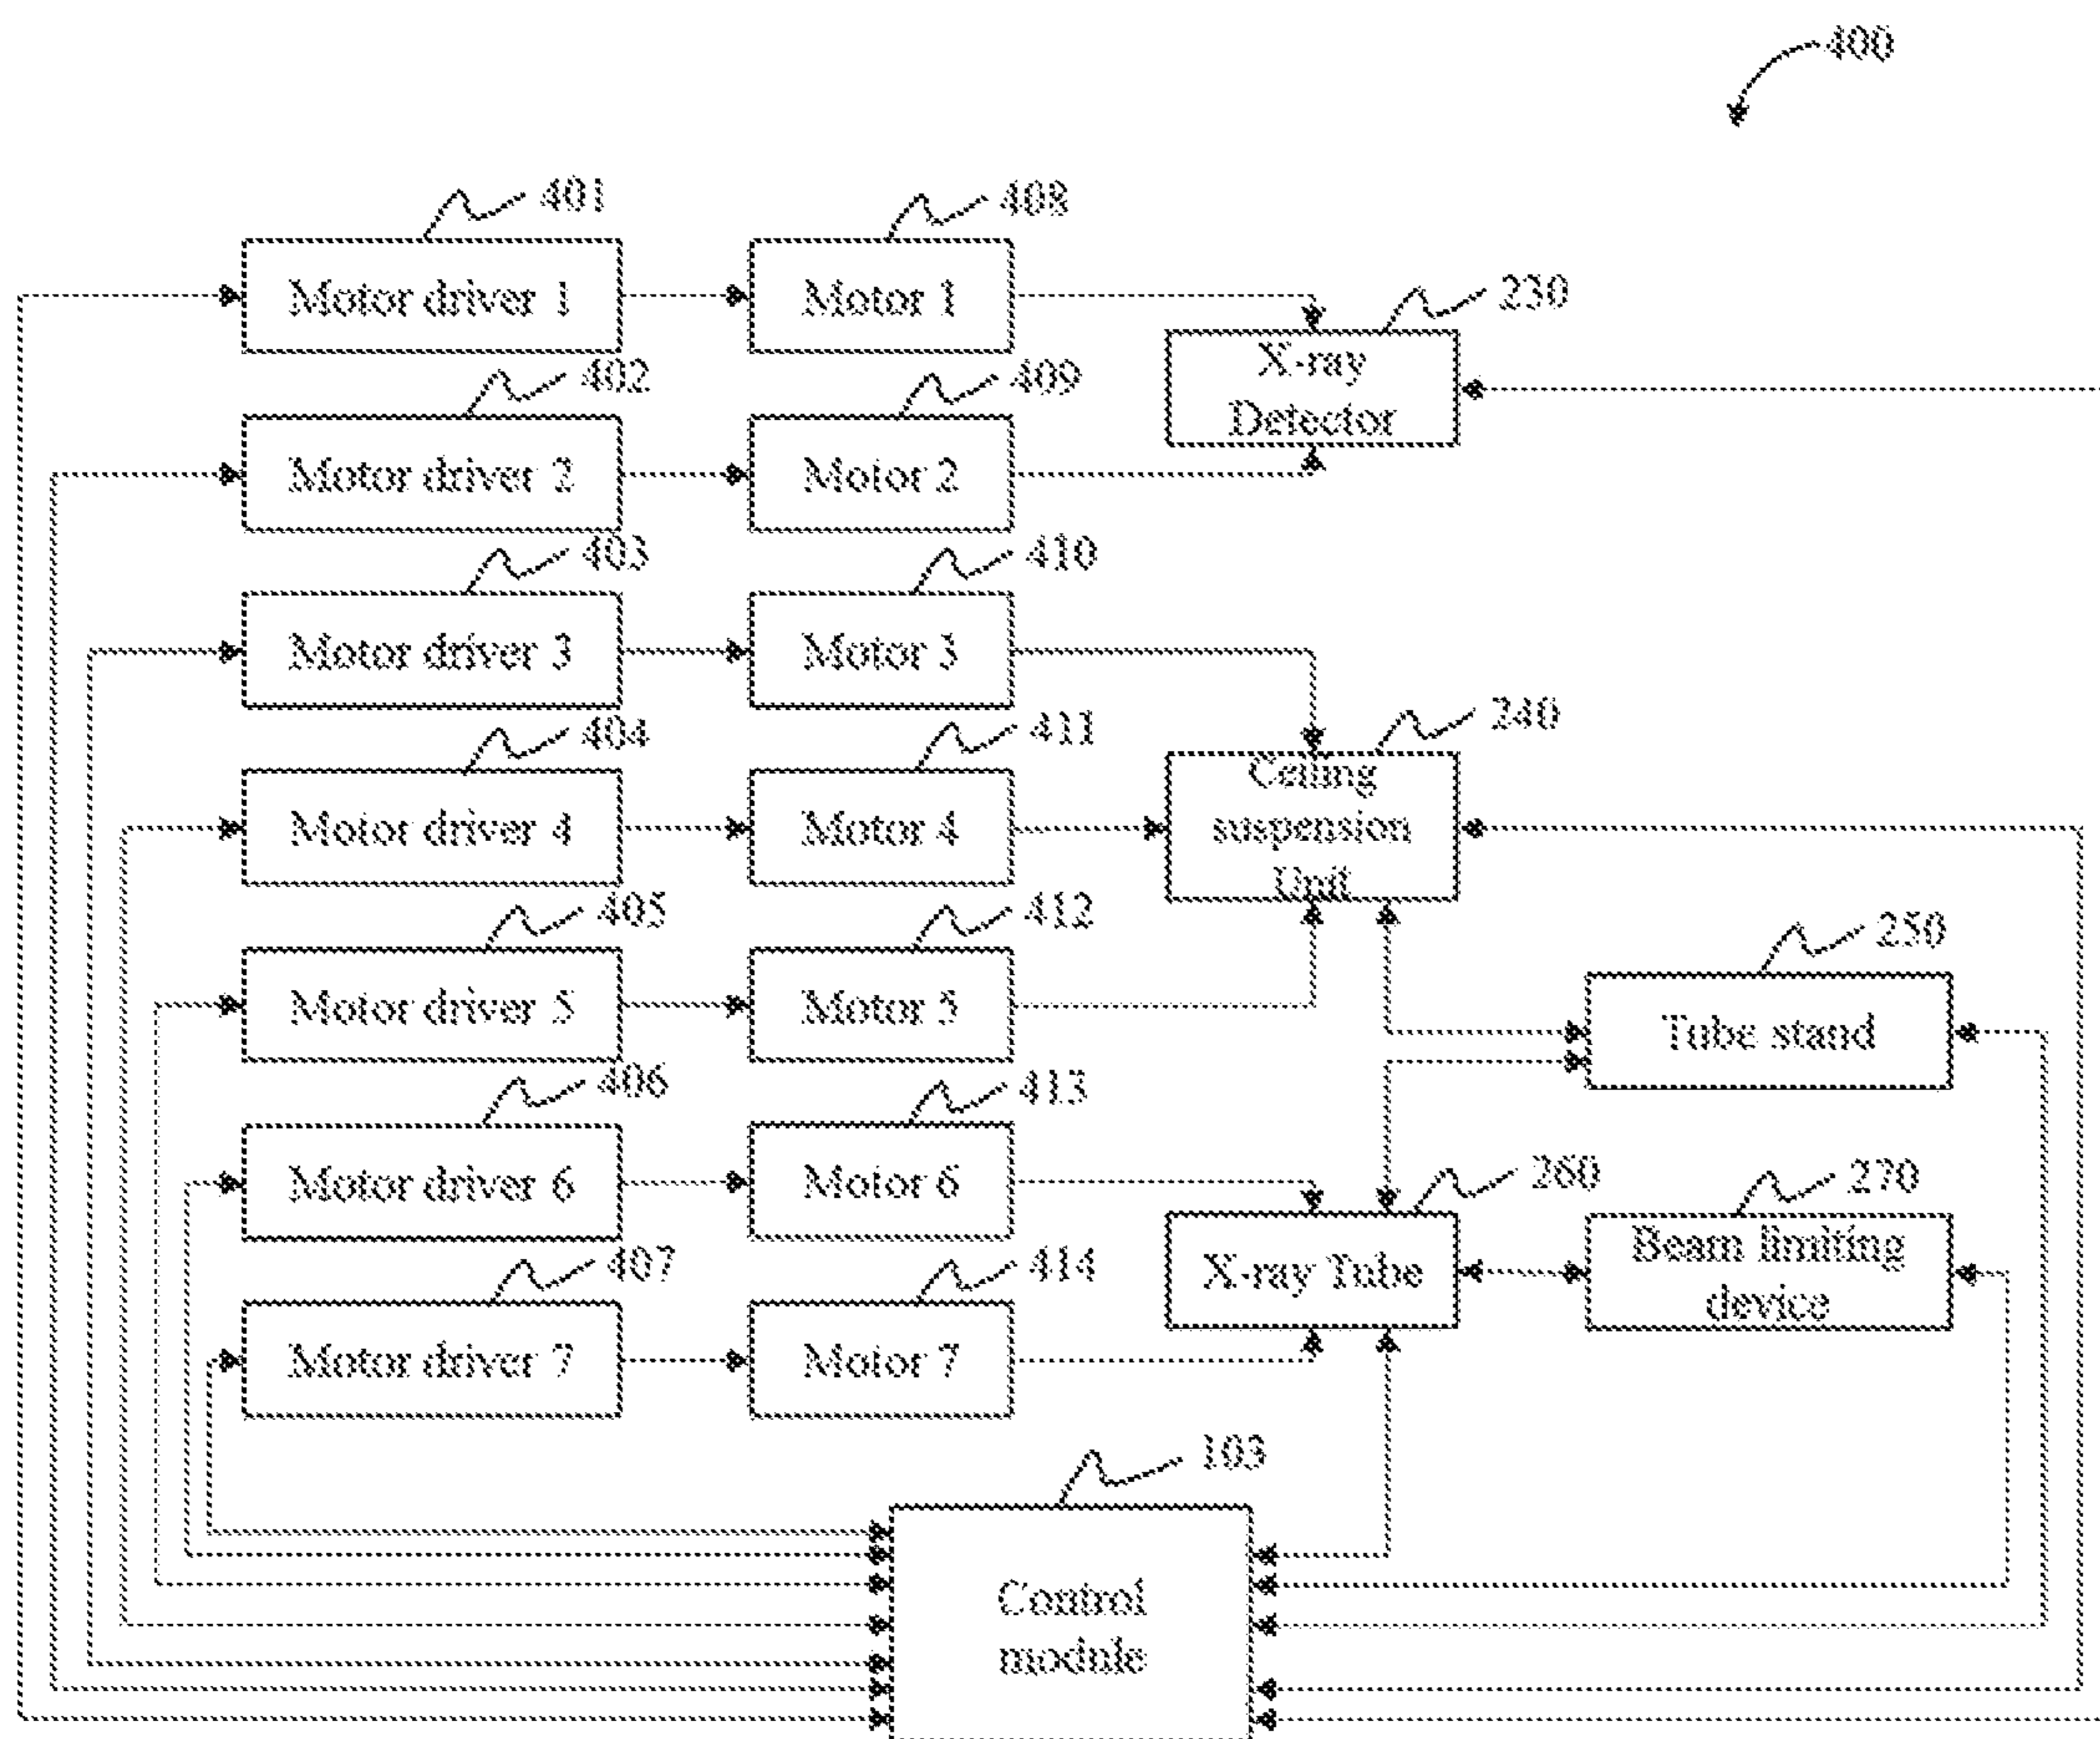 400
401
408
Motor driver 1
Motor 1
230
X-ray
Detector
402
409
Motor driver 2
Motor 2
403
410
Motor driver 3
Motor 3
404
411
240
Motor driver 4
Motor 4
Ceiling
suspension
Unit
405
412
250
Motor driver 5
Motor 5
Tube stand
406
413
Motor driver 6
Motor 6
260
270
X-ray Tube
Beam limiting
device
407
414
Motor driver 7
Motor 7
103
Control
module